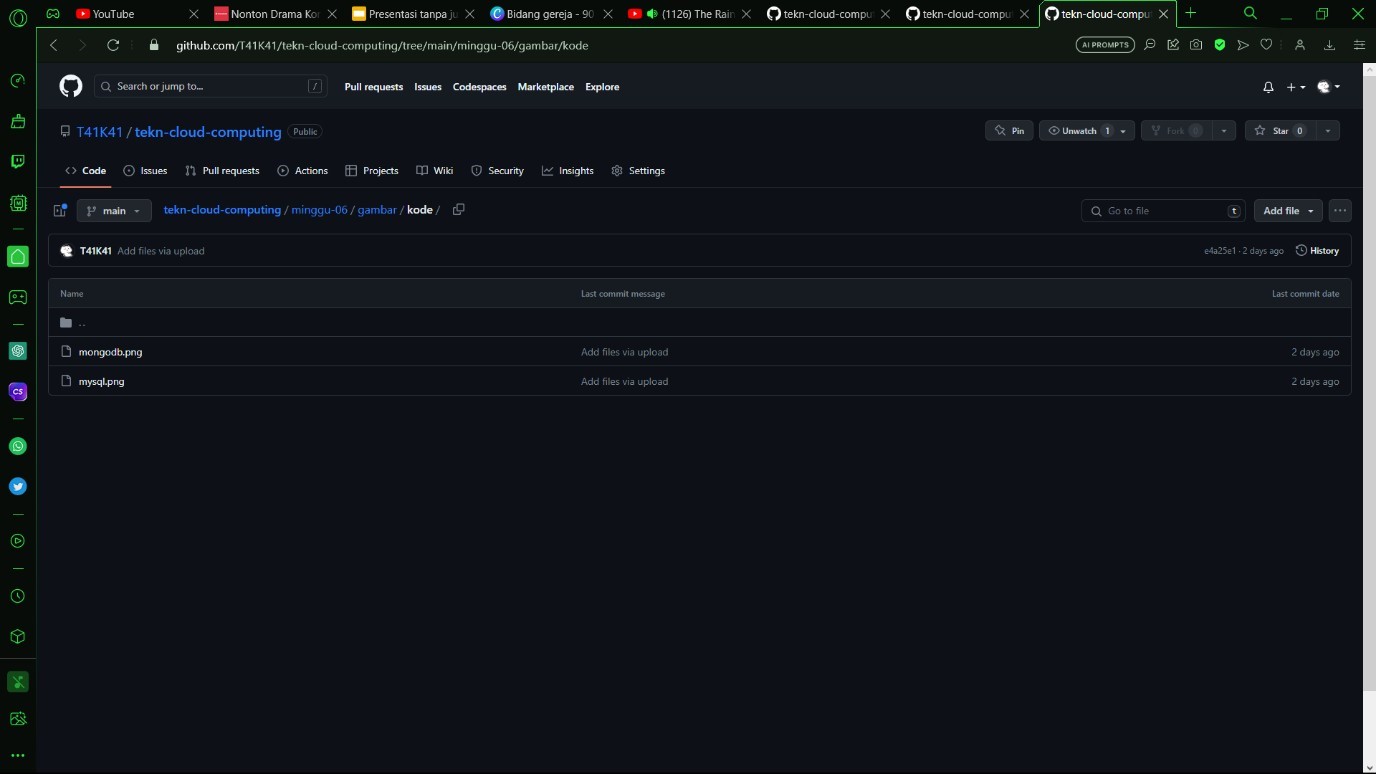 YouTube
Nonton Drama Ko
Presentasi tanpa ju
Bidang gereja - 90
(1126) The Rain
tekn-cloud-comput
tekn-cloud-comput
tekn-cloud-comput
github.com/T41K41/tekn-cloud-computing/tree/main/minggu-06/gambar/kode
AI PROMPTS
Search or jump to... /
Pull requests Issues Codespaces Marketplace Explore
T41K41 / tekn-cloud-computing Public
Pin Unwatch 1 Fork 0 Star 0
Code Issues Pull requests Actions Projects Wiki Security Insights Settings
main tekn-cloud-computing / minggu-06 / gambar / kode / Go to file t Add file ...
T41K41 Add files via upload e4a25e1 · 2 days ago History
Name Last commit message Last commit date
..
mongodb.png Add files via upload 2 days ago
mysql.png Add files via upload 2 days ago
CS